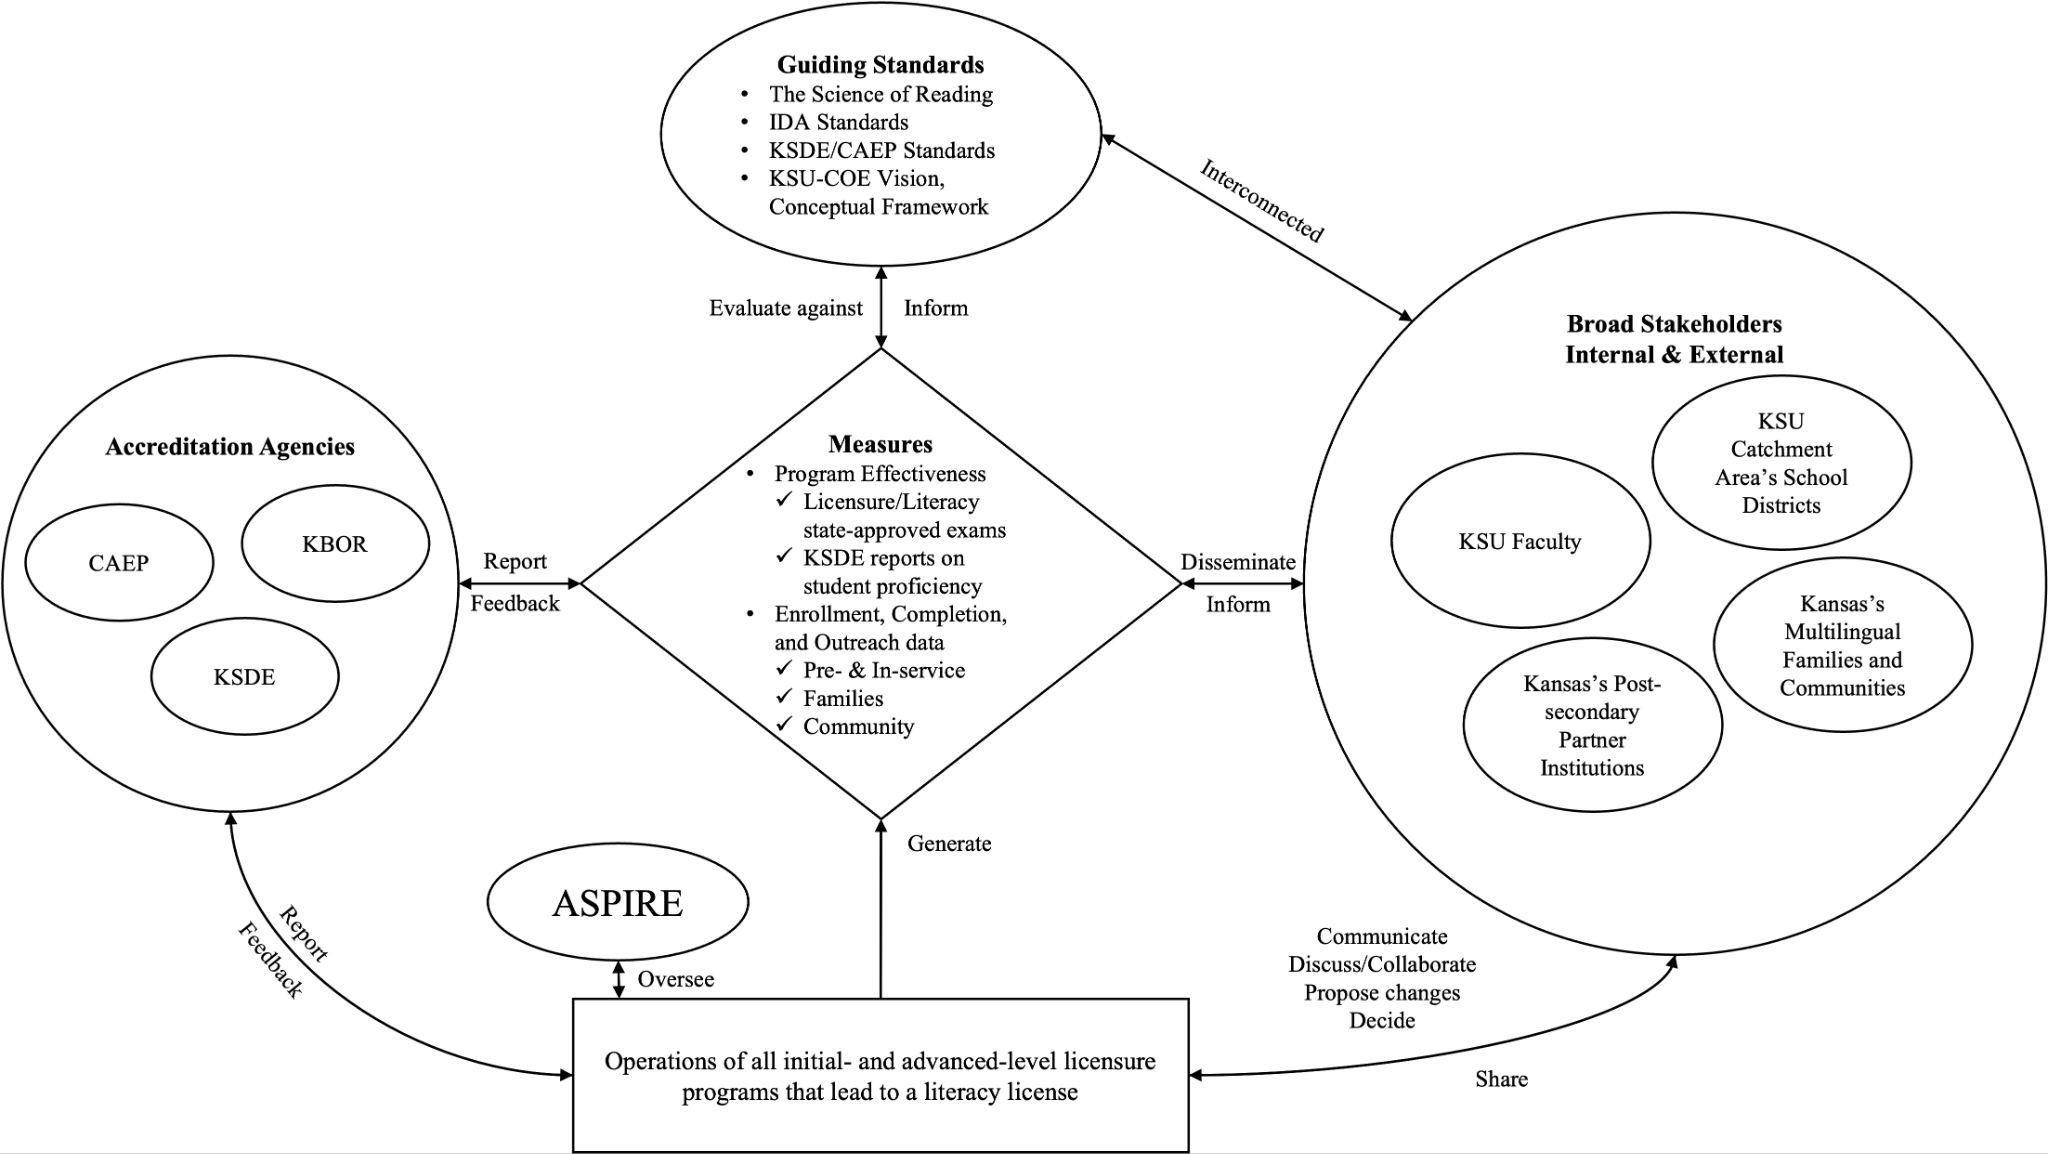 Guiding Standards
• The Science of Reading
• IDA Standards
• KSDE/CAEP Standards
• KSU-COE Vision,
Conceptual Framework
Interconnected
Evaluate against
Inform
Broad Stakeholders
Internal & External
KSU
Catchment
Area’s School
Districts
KSU Faculty
Kansas’s
Multilingual
Families and
Communities
Kansas’s Post-
secondary
Partner
Institutions
Accreditation Agencies
CAEP
KBOR
KSDE
Report
Feedback
Measures
• Program Effectiveness
✓ Licensure/Literacy
state-approved exams
✓ KSDE reports on
student proficiency
• Enrollment, Completion,
and Outreach data
✓ Pre- & In-service
✓ Families
✓ Community
Disseminate
Inform
Generate
ASPIRE
Oversee
Report
Feedback
Communicate
Discuss/Collaborate
Propose changes
Decide
Share
Operations of all initial- and advanced-level licensure
programs that lead to a literacy license